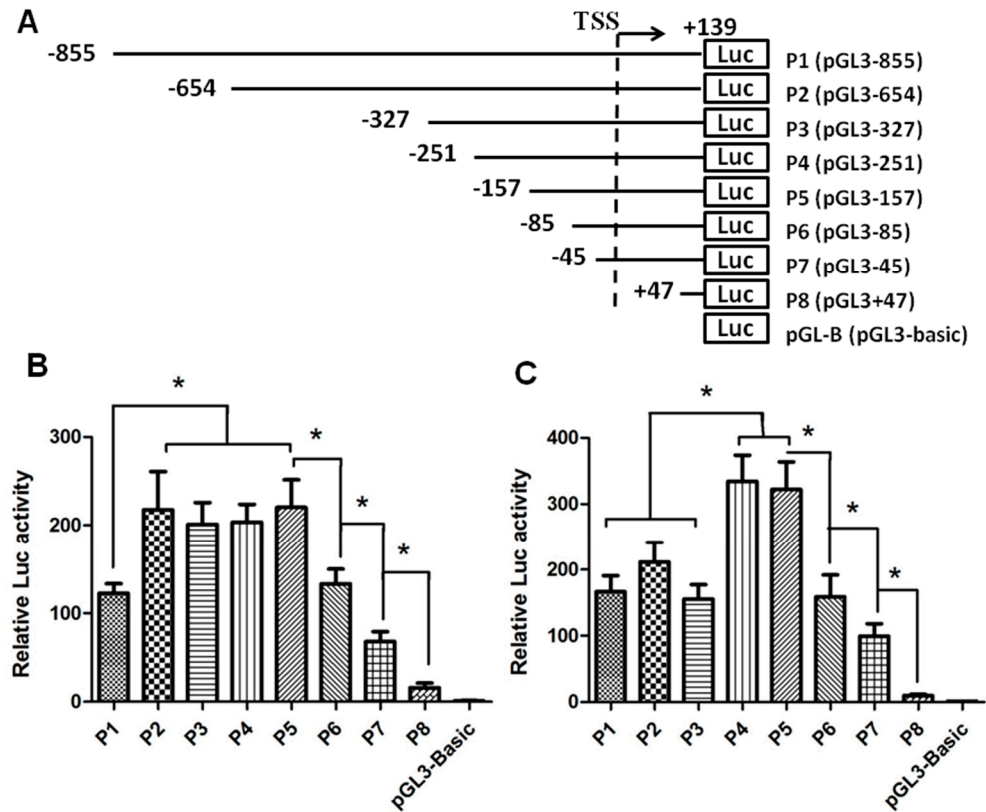 A
TSS
+139
-855 Luc P1 (pGL3-855)
-654 Luc P2 (pGL3-654)
-327 Luc P3 (pGL3-327)
-251 Luc P4 (pGL3-251)
-157 Luc P5 (pGL3-157)
-85 Luc P6 (pGL3-85)
-45 Luc P7 (pGL3-45)
+47 Luc P8 (pGL3+47)
Luc pGL-B (pGL3-basic)
B
* * * *
Relative Luc activity
300
200
100
0
P1 P2 P3 P4 P5 P6 P7 P8 pGL3-Basic
C
* * * *
Relative Luc activity
400
300
200
100
0
P1 P2 P3 P4 P5 P6 P7 P8 pGL3-Basic